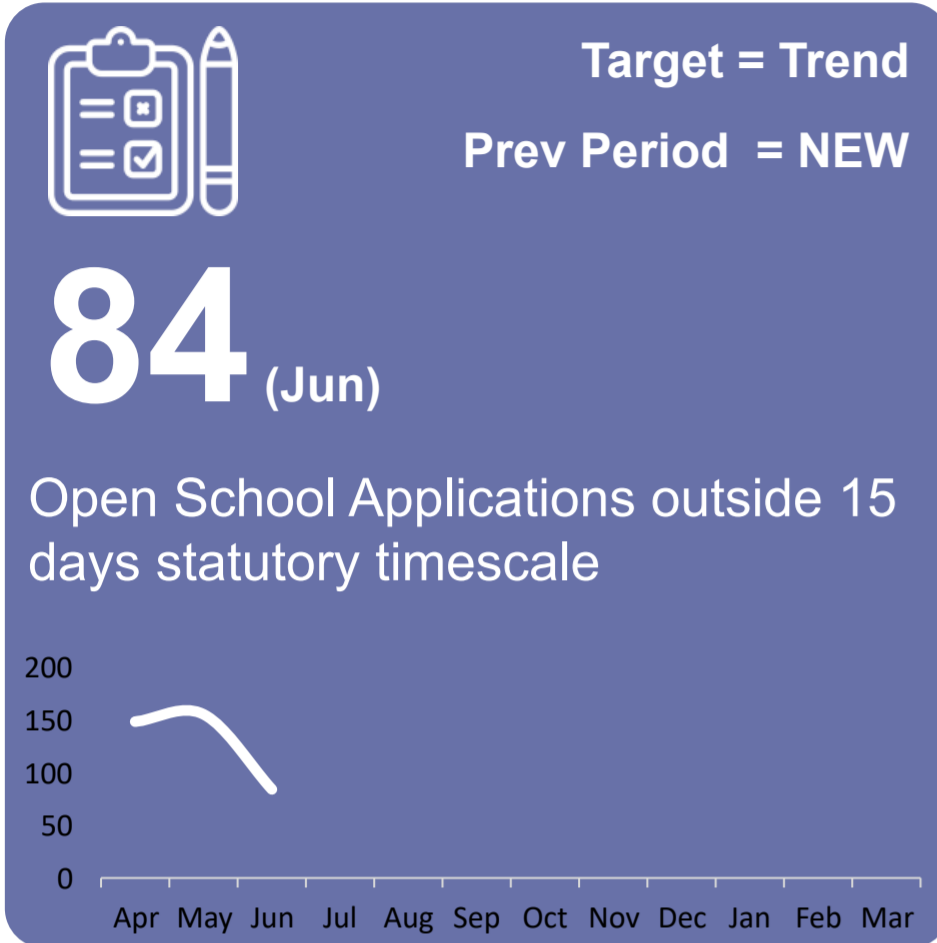 Target = Trend
Prev Period  = NEW
84 (Jun)
Open School Applications outside 15
days statutory timescale
200
150
100
50
0
Apr May Jun Jul Aug Sep Oct Nov Dec Jan Feb Mar